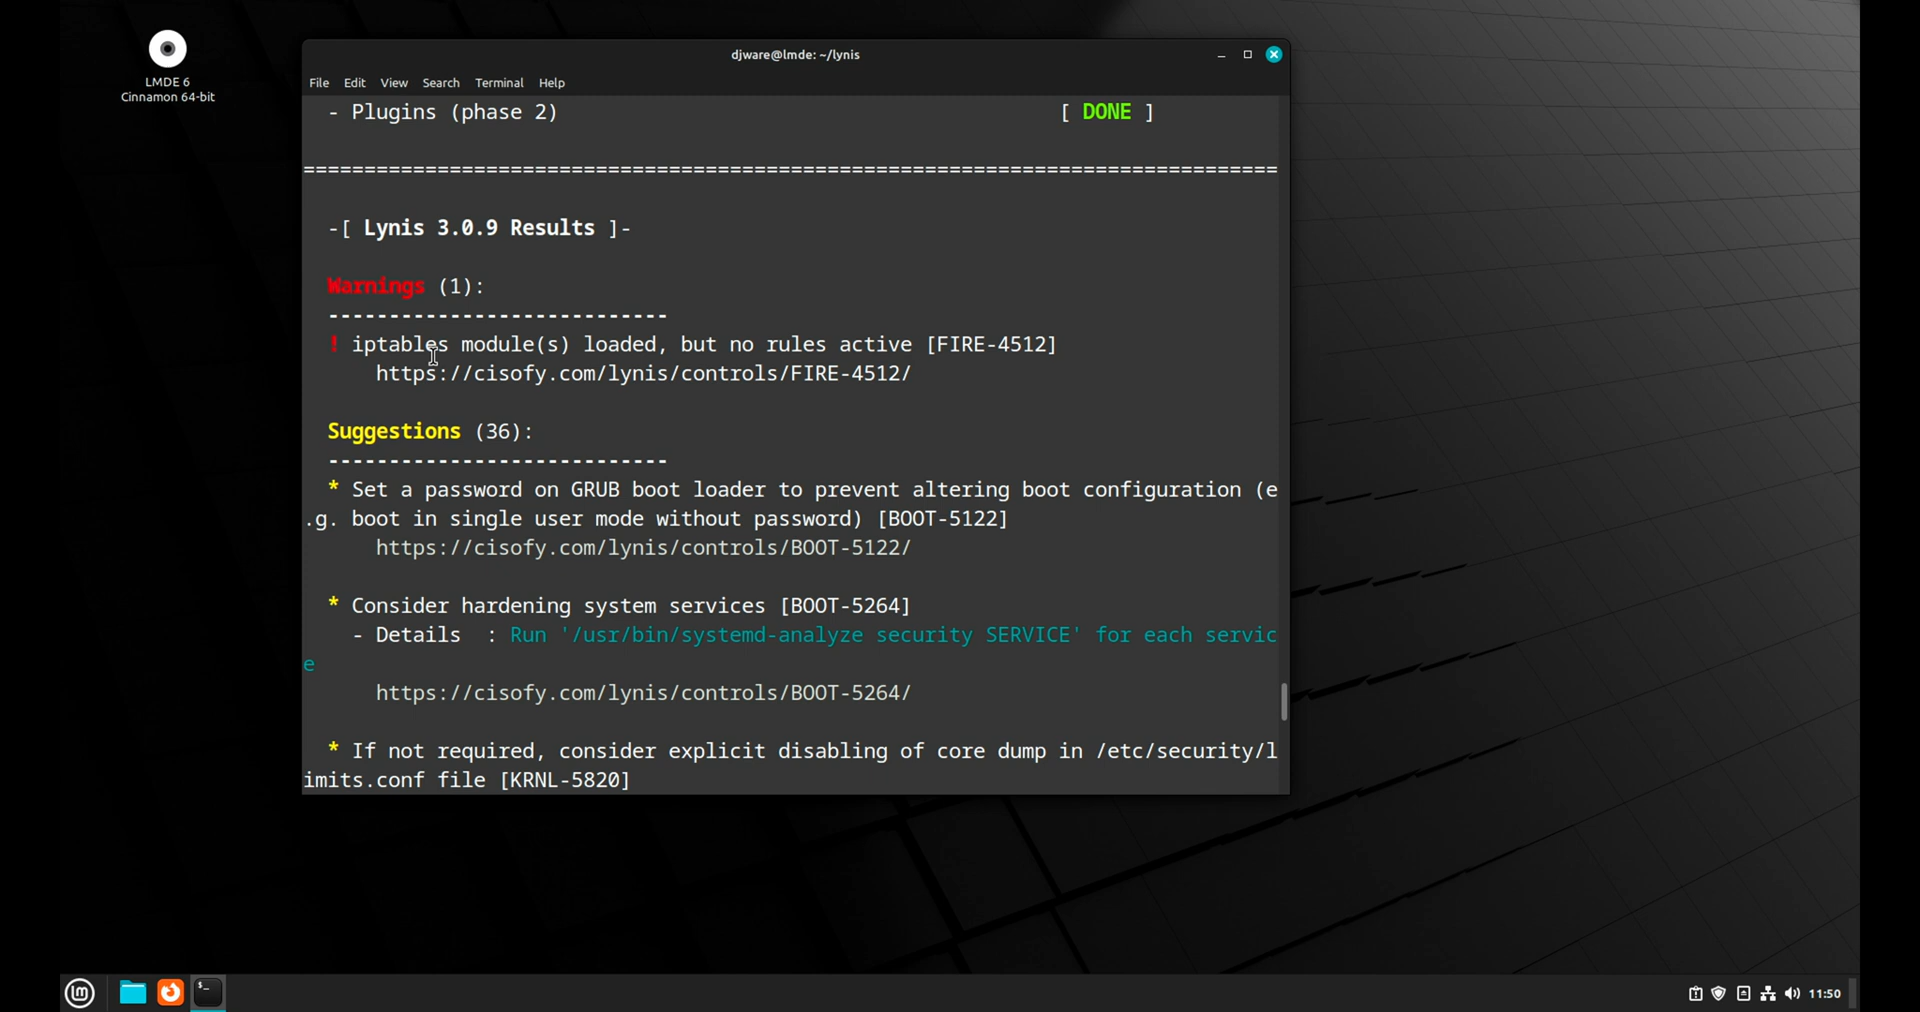 LMDE 6
Cinnamon 64-bit
djware@lmde: ~/lynis
File Edit View Search Terminal Help
- Plugins (phase 2) [ DONE ]
================================================================================
-[ Lynis 3.0.9 Results ]-
Warnings (1):
----------------------------
! iptables module(s) loaded, but no rules active [FIRE-4512]
https://cisofy.com/lynis/controls/FIRE-4512/
Suggestions (36):
----------------------------
* Set a password on GRUB boot loader to prevent altering boot configuration (e
.g. boot in single user mode without password) [BOOT-5122]
https://cisofy.com/lynis/controls/BOOT-5122/
* Consider hardening system services [BOOT-5264]
- Details : Run '/usr/bin/systemd-analyze security SERVICE' for each servic
e
https://cisofy.com/lynis/controls/BOOT-5264/
* If not required, consider explicit disabling of core dump in /etc/security/l
imits.conf file [KRNL-5820]
11:50